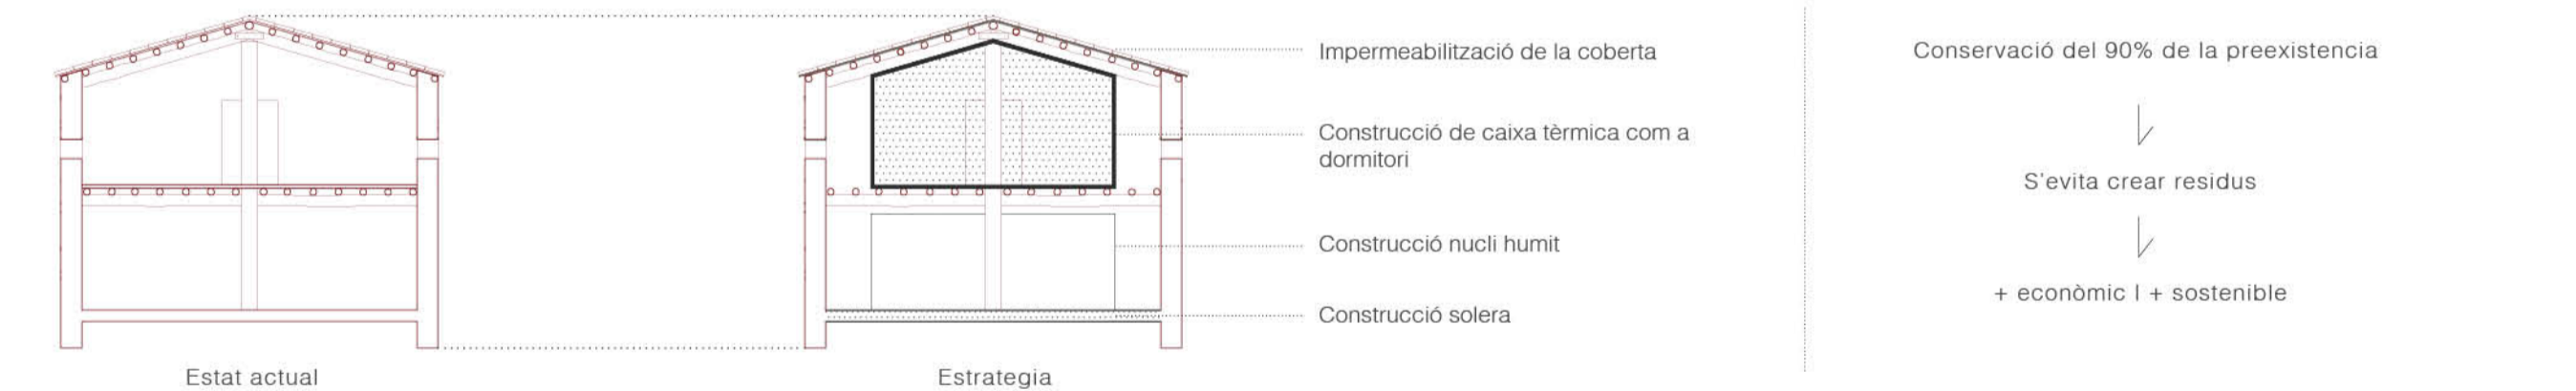 Impermeabilització de la coberta
Construcció de caixa tèrmica com a
dormitori
Construcció nucli humit
Construcció solera
Estat actual
Estrategia
Conservació del 90% de la preexistencia
S'evita crear residus
+ econòmic I + sostenible